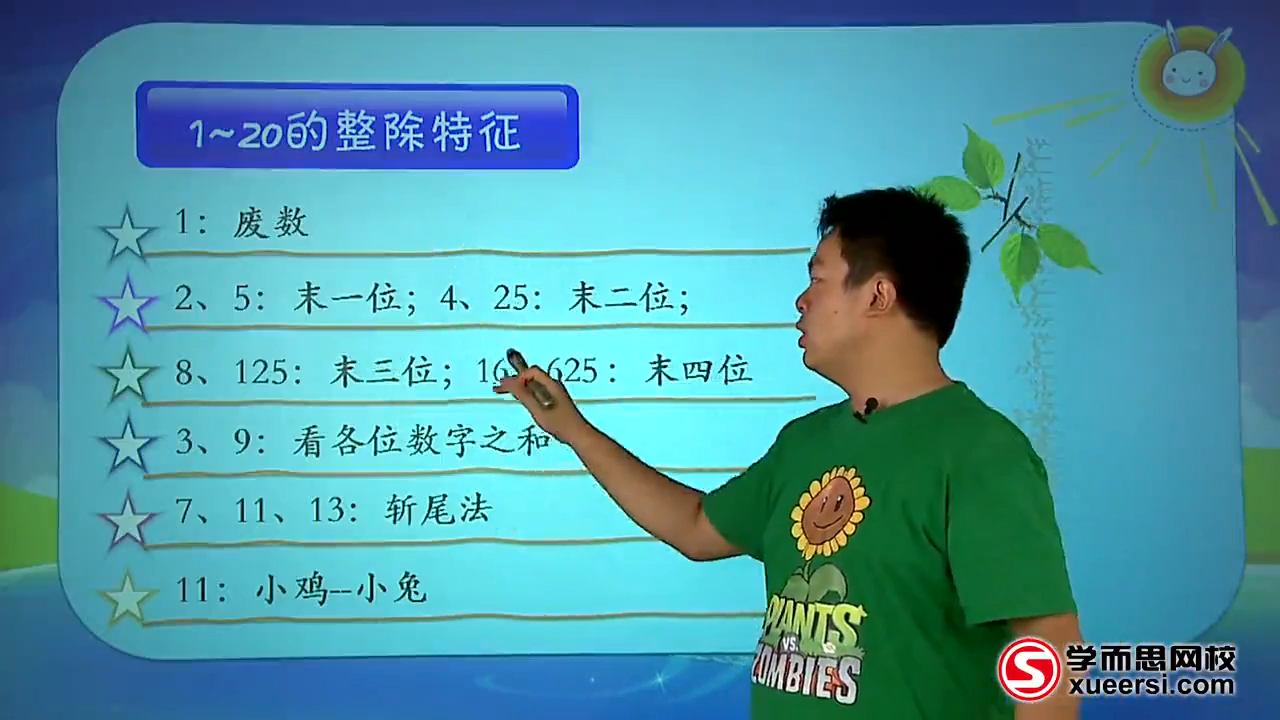 1~20的整除特征
1：废数
2、5：末一位；4、25：末二位；
8、125：末三位；16、625：末四位
3、9：看各位数字之和
7、11、13：斩尾法
11：小鸡--小兔
PLANTS
VS.
ZOMBIES
学而思网校
xueersi.com